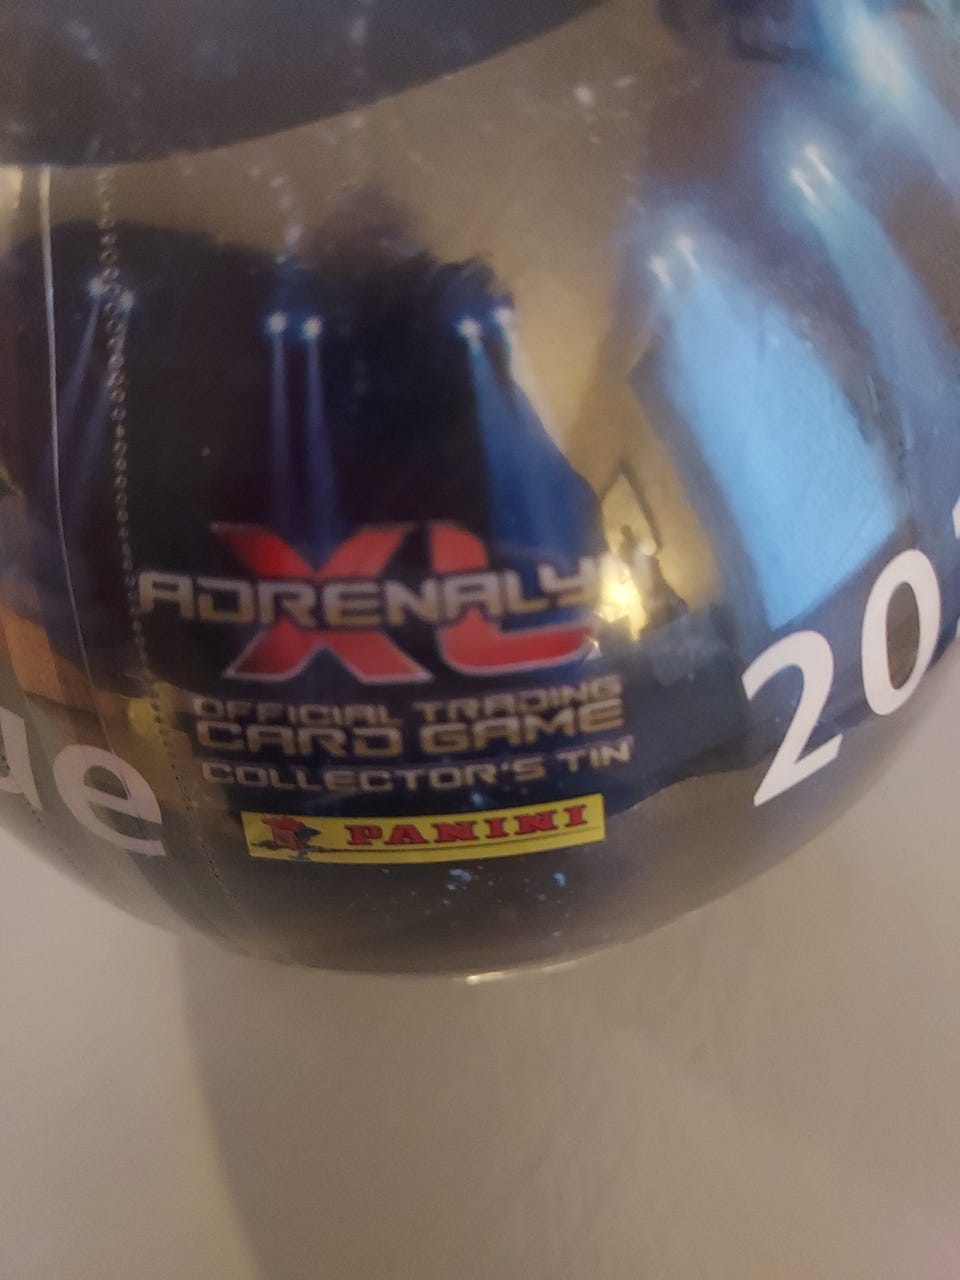 XL
ADRENALYN
OFFICIAL TRADING
CARD GAME
COLLECTOR'S TIN
PANINI
ue
20